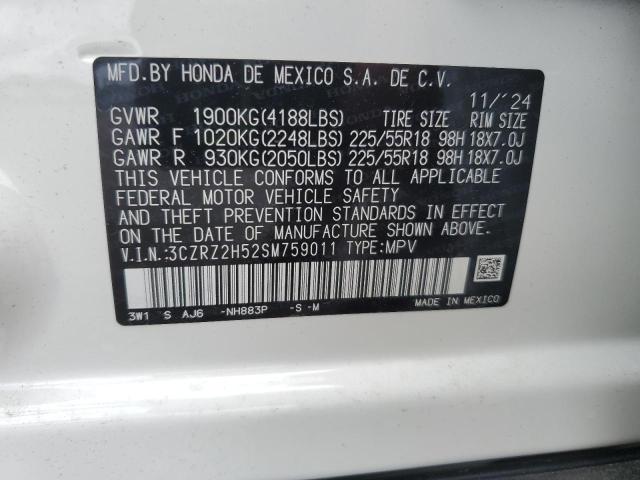 MFD.BY HONDA DE MEXICO S.A. DE C.V.
11/'24
GVWR 1900KG(4188LBS) TIRE SIZE RIM SIZE
GAWR F 1020KG(2248LBS) 225/55R18 98H 18X7.0J
GAWR R 930KG(2050LBS) 225/55R18 98H 18X7.0J
THIS VEHICLE CONFORMS TO ALL APPLICABLE
FEDERAL MOTOR VEHICLE SAFETY
AND THEFT PREVENTION STANDARDS IN EFFECT
ON THE DATE OF MANUFACTURE SHOWN ABOVE.
V.I.N.:3CZRZ2H52SM759011 TYPE:MPV
3W1 S AJ6 -NH883P -S -M MADE IN MEXICO